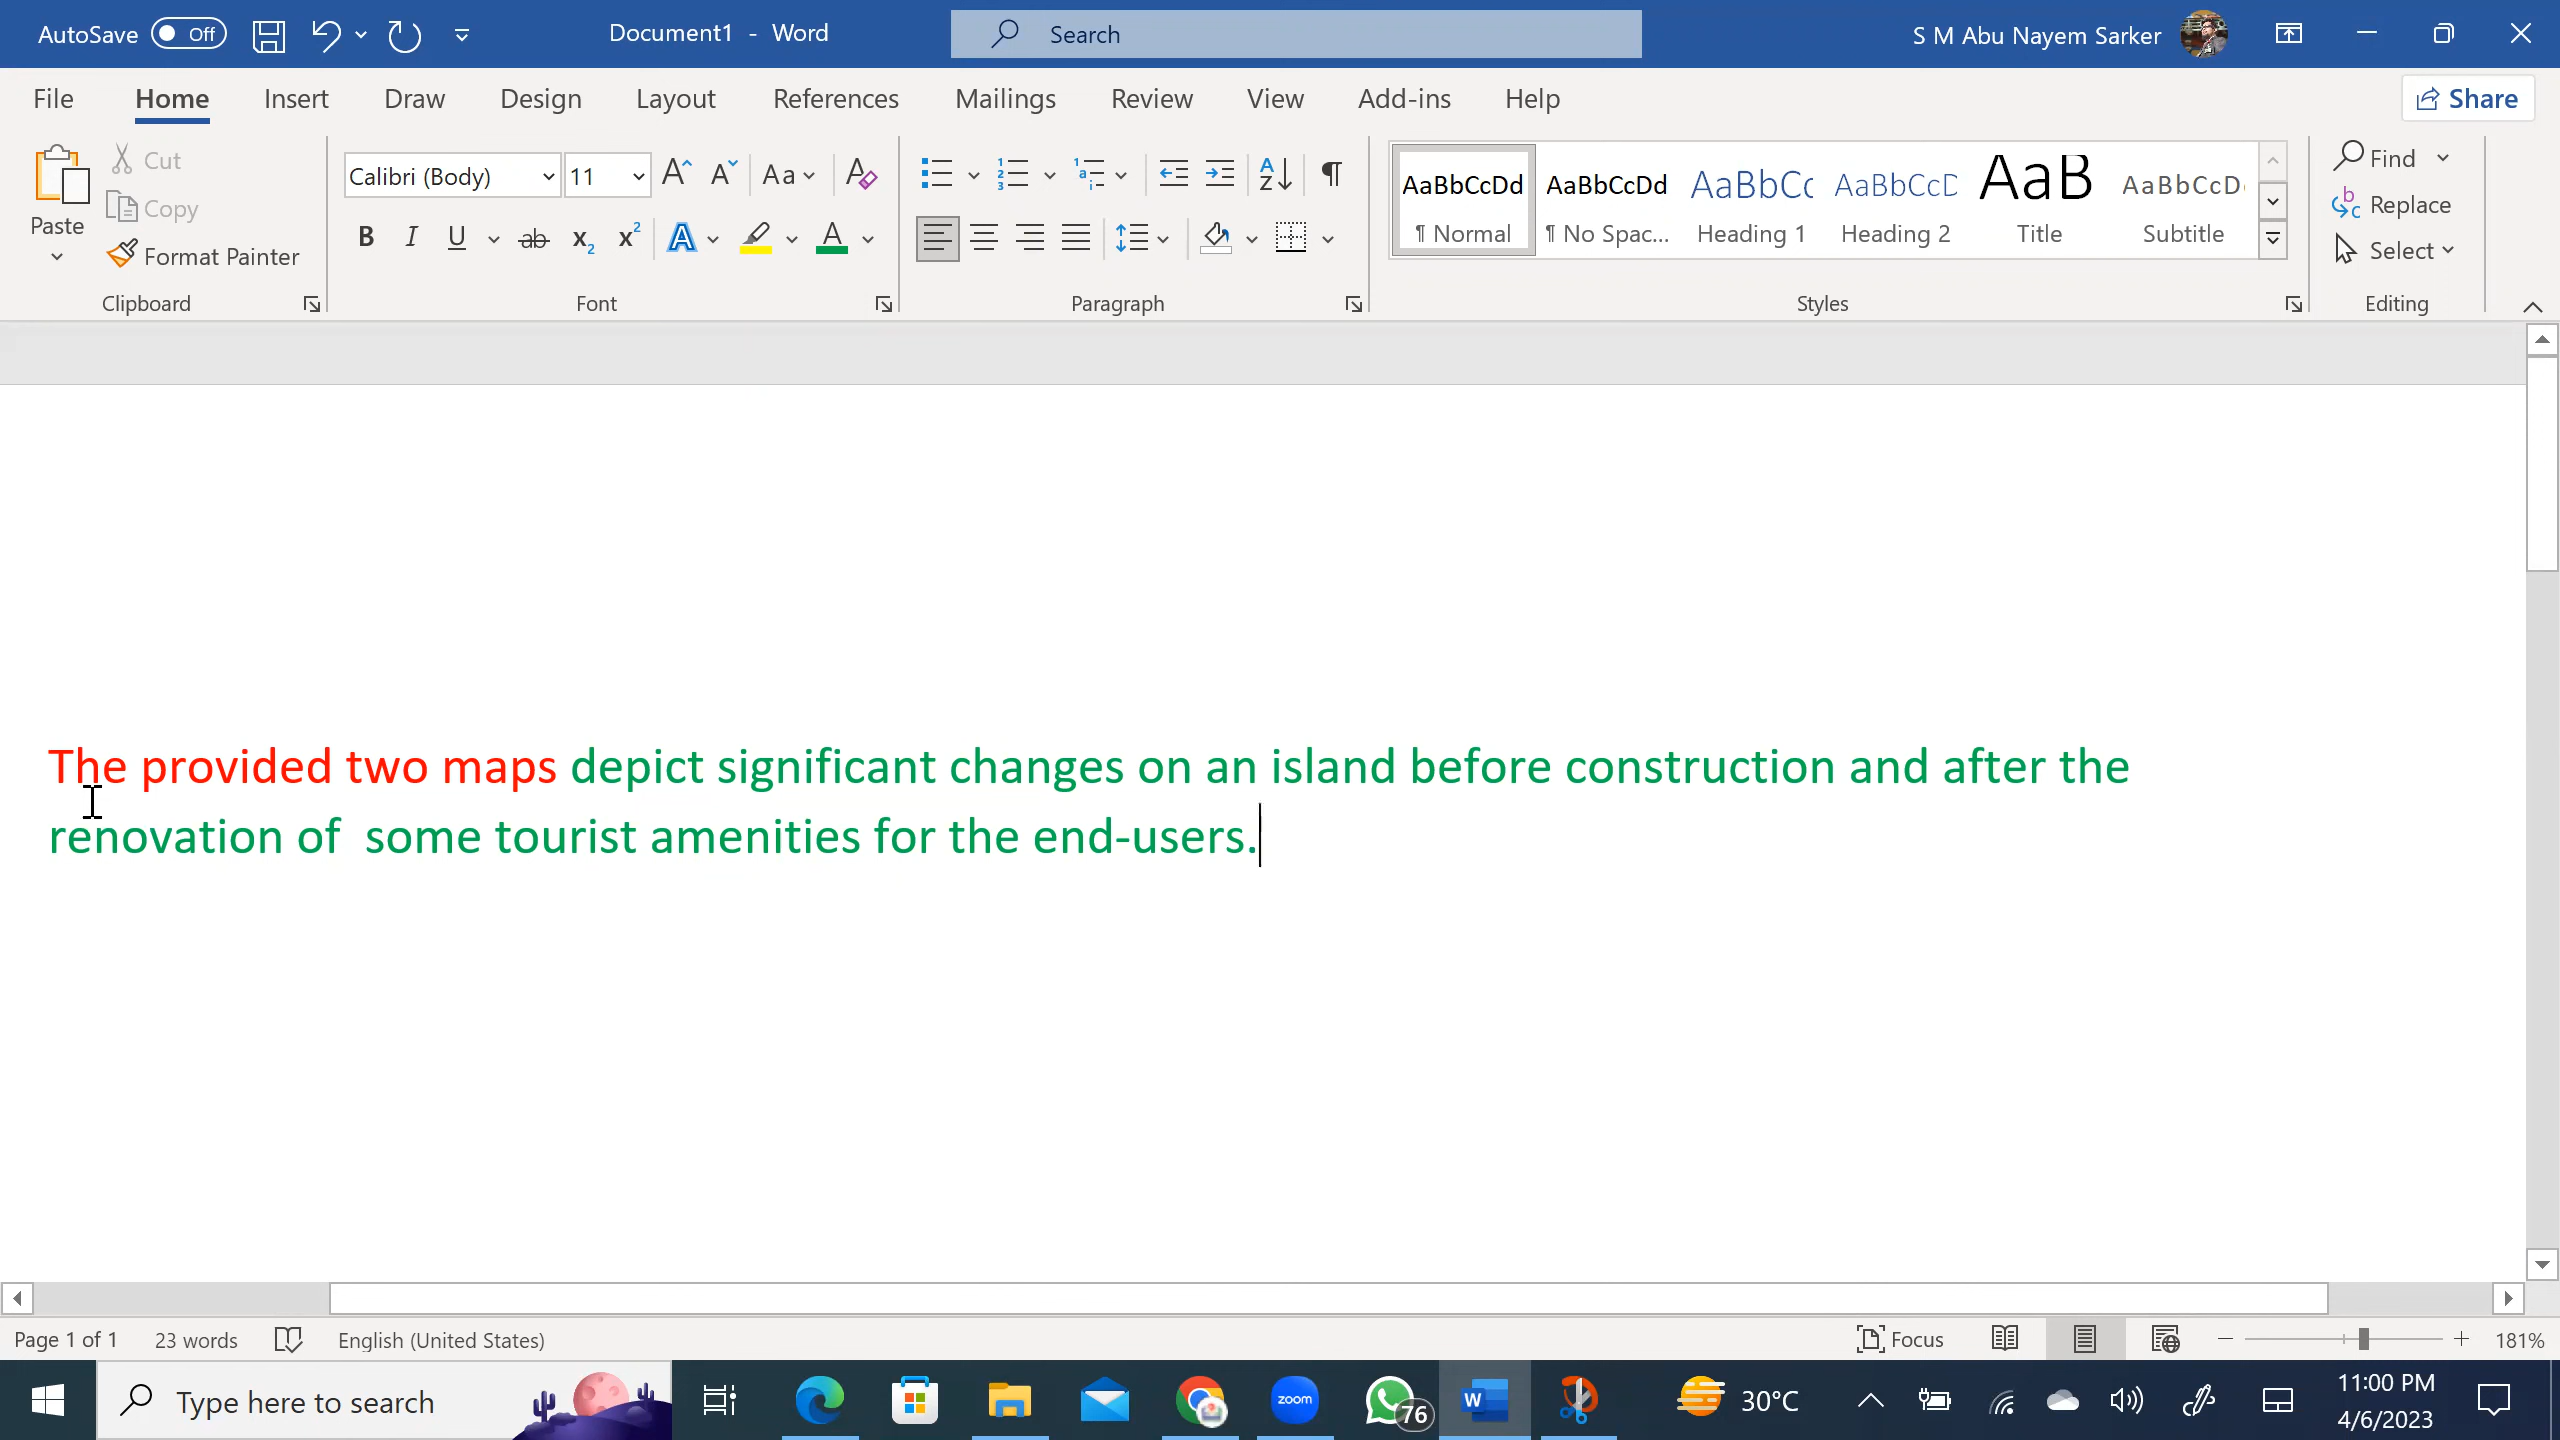 AutoSave Off Document1 - Word Search S M Abu Nayem Sarker
File Home Insert Draw Design Layout References Mailings Review View Add-ins Help Share
Paste Cut Copy Format Painter
Calibri (Body) 11
AaBbCcDd AaBbCcDd AaBbCc AaBbCcD AaB AaBbCcD
¶ Normal ¶ No Spac... Heading 1 Heading 2 Title Subtitle
Find
Replace
Select
Clipboard Font Paragraph Styles Editing
The provided two maps depict significant changes on an island before construction and after the
renovation of  some tourist amenities for the end-users.
Page 1 of 1 23 words English (United States) Focus 181%
Type here to search zoom 76 30°C 11:00 PM
4/6/2023